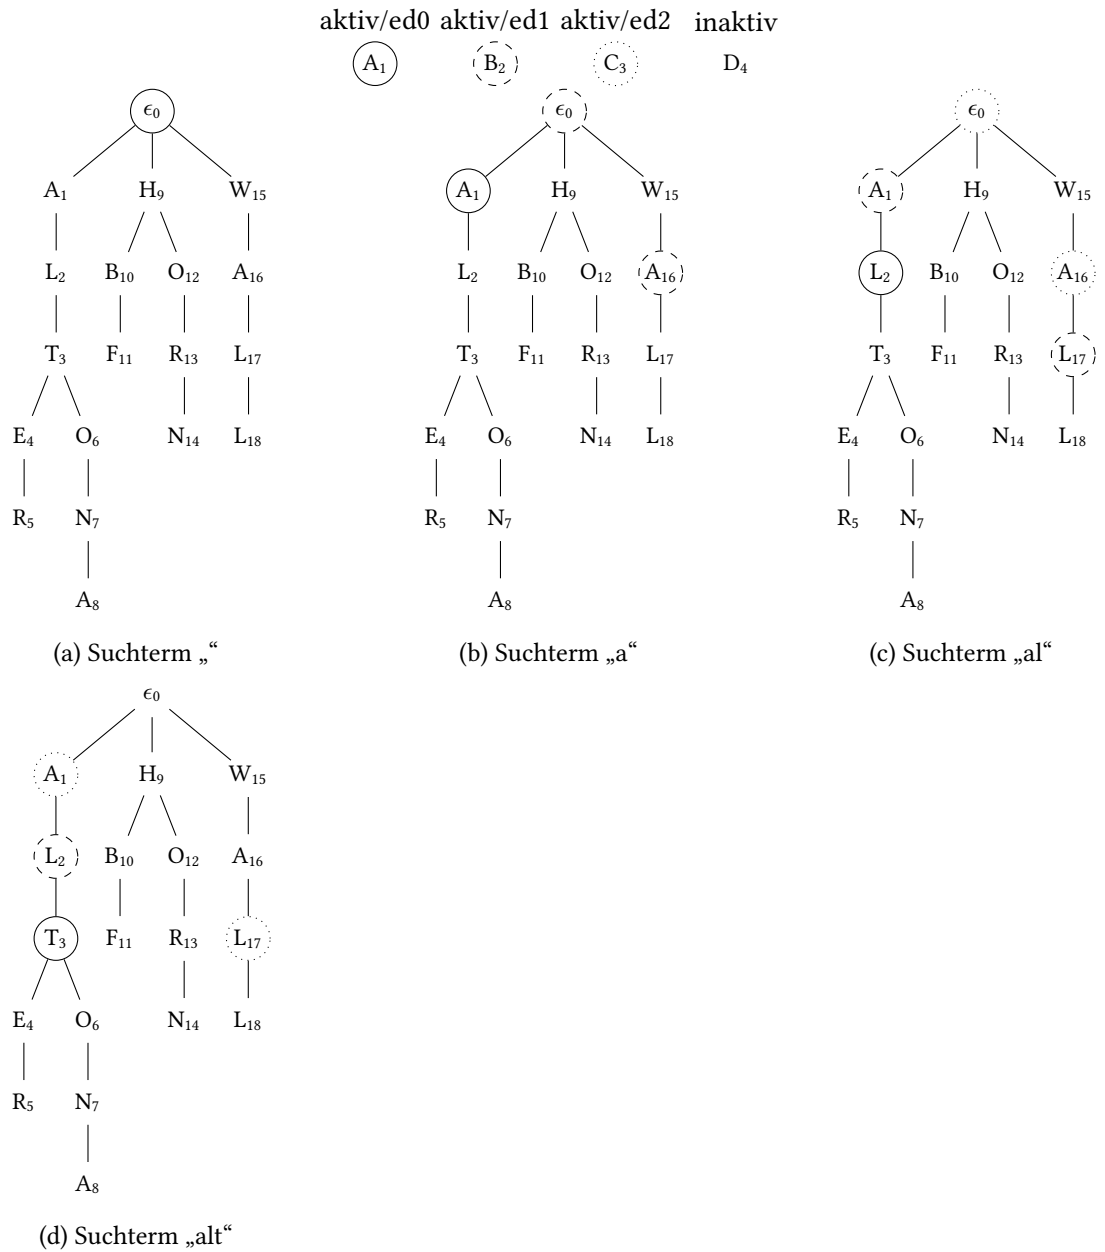 aktiv/ed0 aktiv/ed1 aktiv/ed2 inaktiv
A₁ B₂ C₃ D₄
ϵ₀ ϵ₀ ϵ₀
A₁ H₉ W₁₅ A₁ H₉ W₁₅ A₁ H₉ W₁₅
L₂ B₁₀ O₁₂ A₁₆ L₂ B₁₀ O₁₂ A₁₆ L₂ B₁₀ O₁₂ A₁₆
T₃ F₁₁ R₁₃ L₁₇ T₃ F₁₁ R₁₃ L₁₇ T₃ F₁₁ R₁₃ L₁₇
E₄ O₆ N₁₄ L₁₈ E₄ O₆ N₁₄ L₁₈ E₄ O₆ N₁₄ L₁₈
R₅ N₇ R₅ N₇ R₅ N₇
A₈ A₈ A₈
(a) Suchterm „“ (b) Suchterm „a“ (c) Suchterm „al“
ϵ₀
A₁ H₉ W₁₅
L₂ B₁₀ O₁₂ A₁₆
T₃ F₁₁ R₁₃ L₁₇
E₄ O₆ N₁₄ L₁₈
R₅ N₇
A₈
(d) Suchterm „alt“